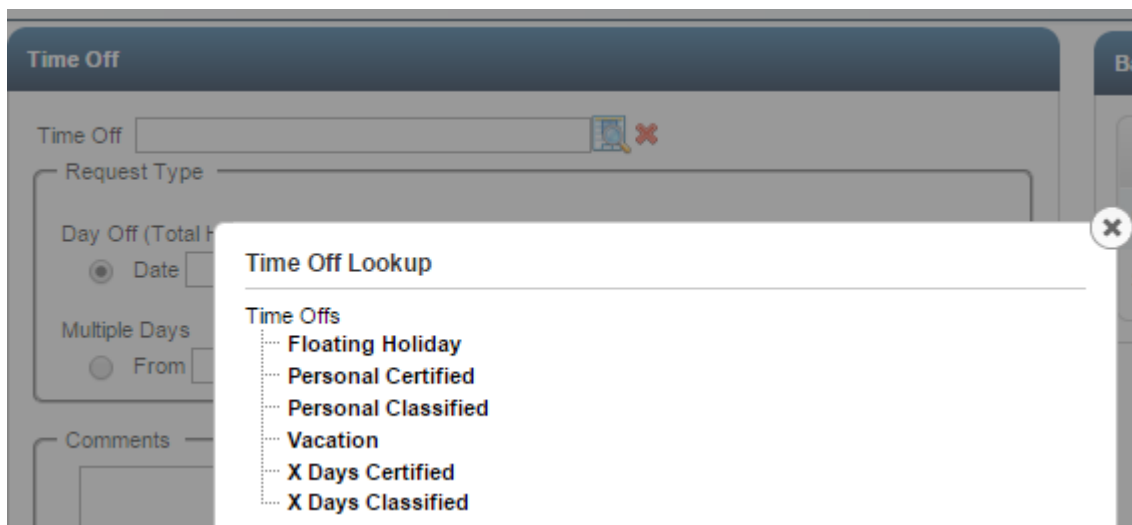 Time Off
Time Off
Request Type
Day Off (Total
Date
Multiple Days
From
Comments
Time Off Lookup
Time Offs
Floating Holiday
Personal Certified
Personal Classified
Vacation
X Days Certified
X Days Classified